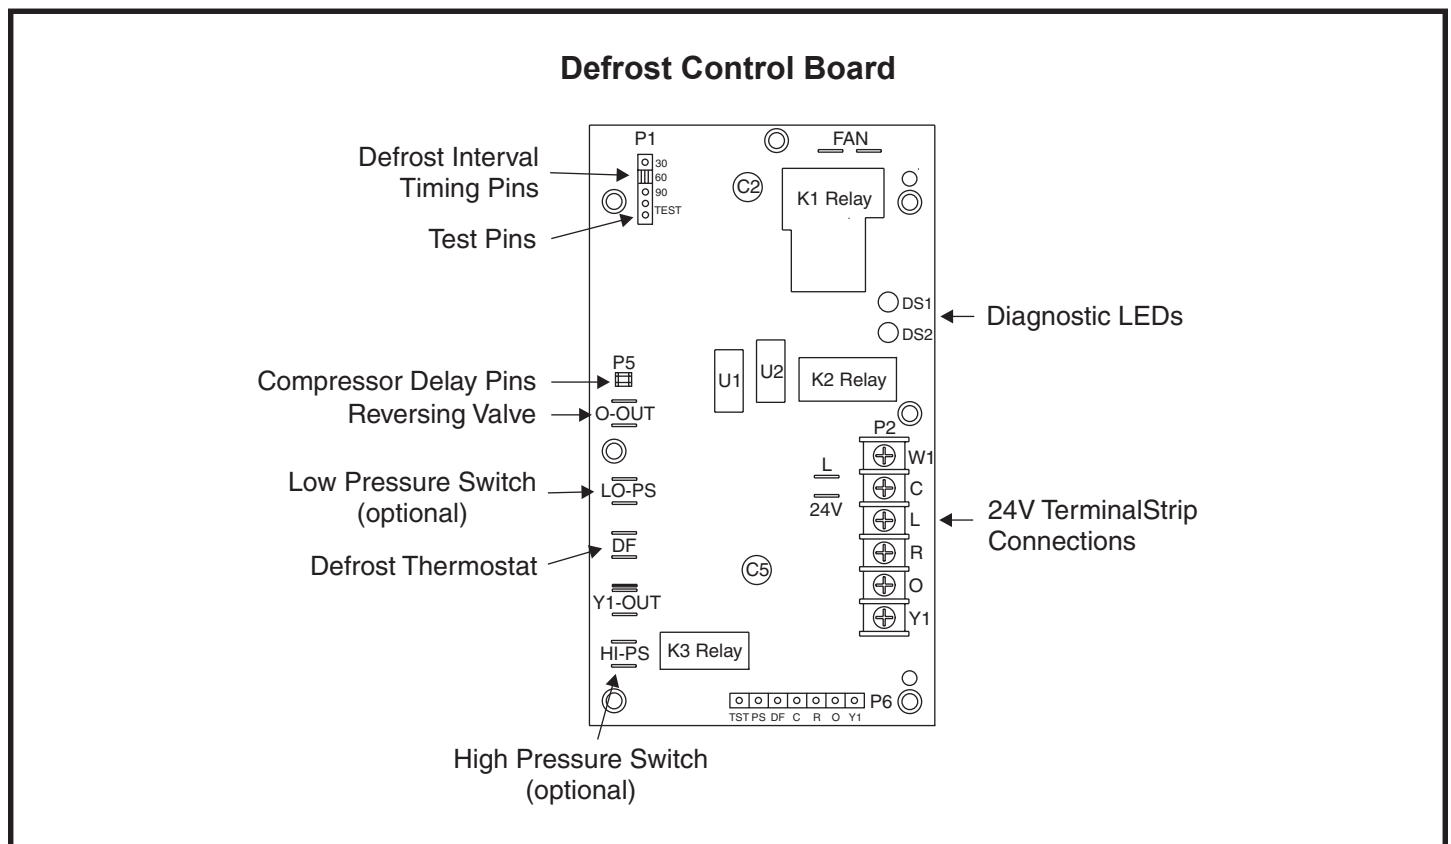 Defrost Control Board
P1
FAN
Defrost Interval
Timing Pins
30
60
90
TEST
C2
K1 Relay
Test Pins
DS1
DS2
Diagnostic LEDs
P5
U1
U2
K2 Relay
Compressor Delay Pins
Reversing Valve
O-OUT
P2
W1
C
L
R
O
Y1
L
24V
Low Pressure Switch
(optional)
LO-PS
24V TerminalStrip
Connections
DF
Defrost Thermostat
C5
Y1-OUT
HI-PS
K3 Relay
P6
TST PS DF C R O Y1
High Pressure Switch
(optional)